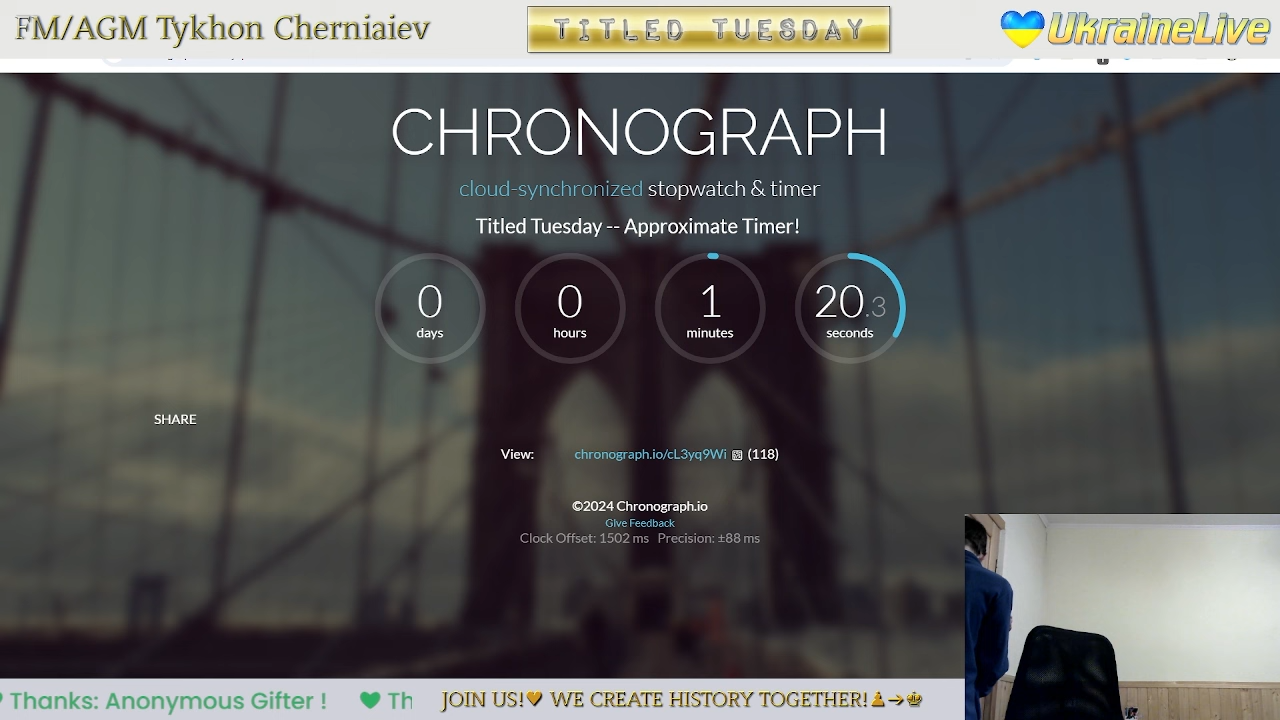 FM/AGM Tykhon Cherniaiev
TITLED TUESDAY
UkraineLive
CHRONOGRAPH
cloud-synchronized stopwatch & timer
Titled Tuesday -- Approximate Timer!
0 0 1 20.3
days hours minutes seconds
SHARE
View: chronograph.io/cL3yq9Wi (118)
©2024 Chronograph.io
Give Feedback
Clock Offset: 1502 ms Precision: ±88 ms
Thanks: Anonymous Gifter ! Th
JOIN US!🧡 WE CREATE HISTORY TOGETHER!♟→♚